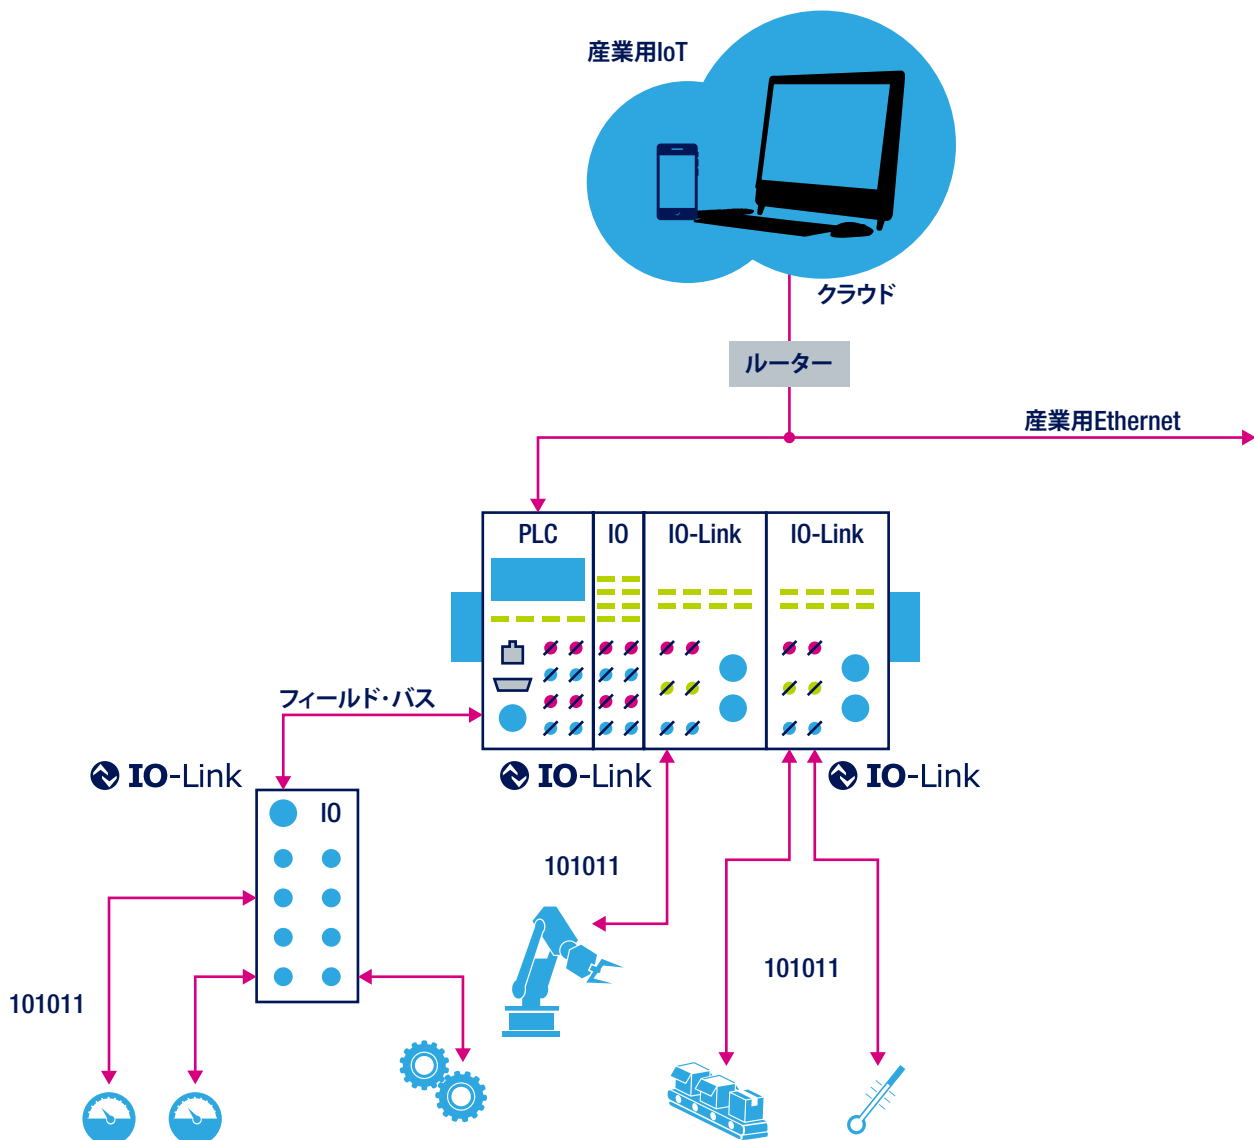 産業用IoT
クラウド
ルーター
産業用Ethernet
PLC
IO
IO-Link
IO-Link
フィールド・バス
IO-Link
IO-Link
IO-Link
IO
101011
101011
101011